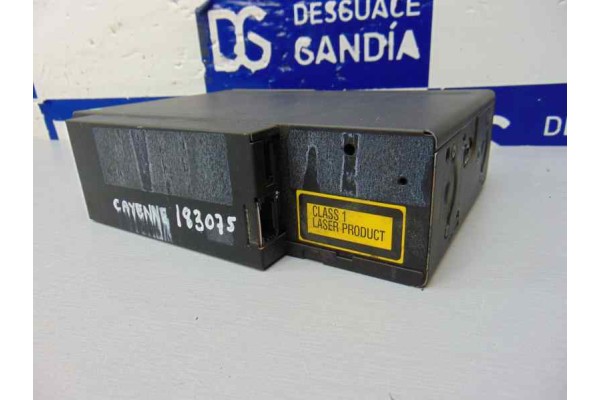 DESGUACE
DG GANDÍA
CAYENNE 183075
CLASS 1
LASER PRODUCT